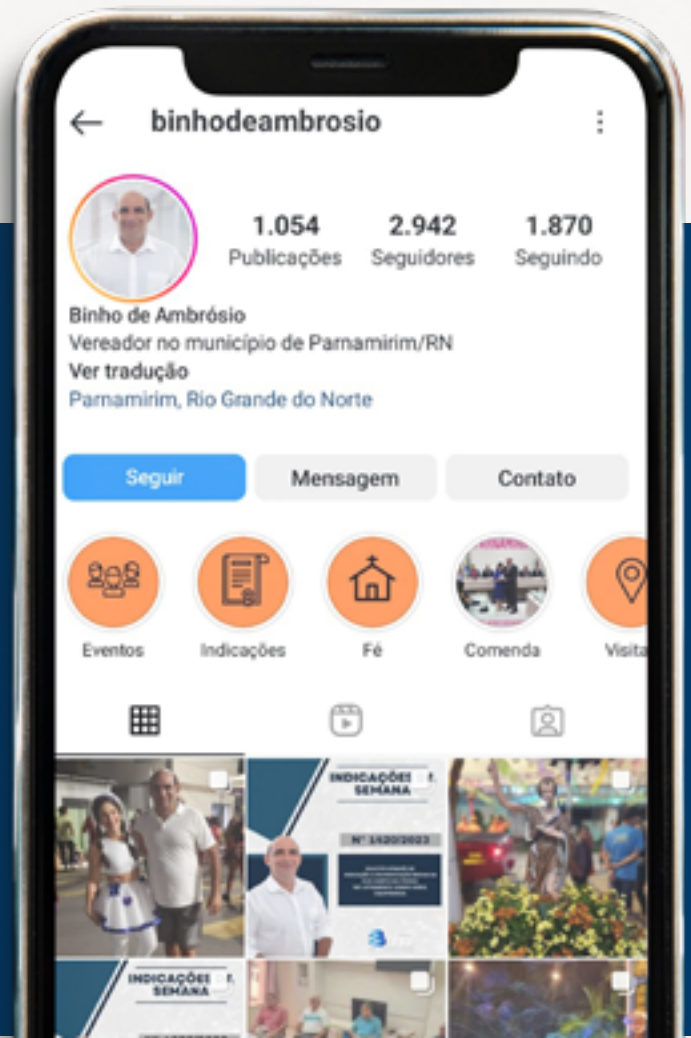 binhodeambrosio
1.054 2.942 1.870
Publicações Seguidores Seguindo
Binho de Ambrósio
Vereador no município de Parnamirim/RN
Ver tradução
Parnamirim, Rio Grande do Norte
Seguir Mensagem Contato
Eventos Indicações Fé Comenda Visita
INDICAÇÕES
SEMANA
N° 1420/2023
INDICAÇÕES
SEMANA